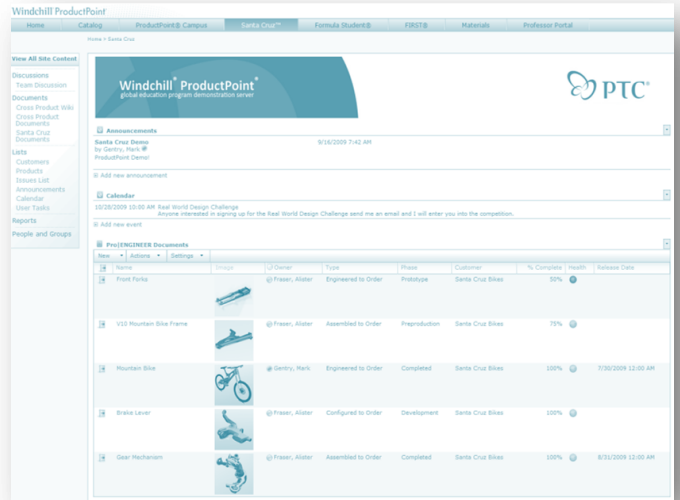 Windchill ProductPoint
Home Catalog ProductPoint® Campus Santa Cruz™ Formula Student® FIRST® Materials Professor Portal
Home > Santa Cruz
View All Site Content
Discussions
Team Discussion
Documents
Cross Product Wiki
Cross Product
Documents
Santa Cruz
Documents
Lists
Customers
Products
Issues List
Announcements
Calendar
User Tasks
Reports
People and Groups
Windchill® ProductPoint®
global education program demonstration server
PTC®
Announcements
Santa Cruz Demo 9/16/2009 7:42 AM
by Gentry, Mark
ProductPoint Demo!
Add new announcement
Calendar
10/28/2009 10:00 AM Real World Design Challenge
Anyone interested in signing up for the Real World Design Challenge send me an email and I will enter you into the competition.
Add new event
Pro/ENGINEER Documents
New Actions Settings
Name Image Owner Type Phase Customer % Complete Health Release Date
Front Forks Fraser, Alister Engineered to Order Prototype Santa Cruz Bikes 50%
V10 Mountain Bike Frame Fraser, Alister Assembled to Order Preproduction Santa Cruz Bikes 75%
Mountain Bike Gentry, Mark Engineered to Order Completed Santa Cruz Bikes 100% 7/30/2009 12:00 AM
Brake Lever Fraser, Alister Configured to Order Development Santa Cruz Bikes 100%
Gear Mechanism Fraser, Alister Assembled to Order Completed Santa Cruz Bikes 100% 8/31/2009 12:00 AM